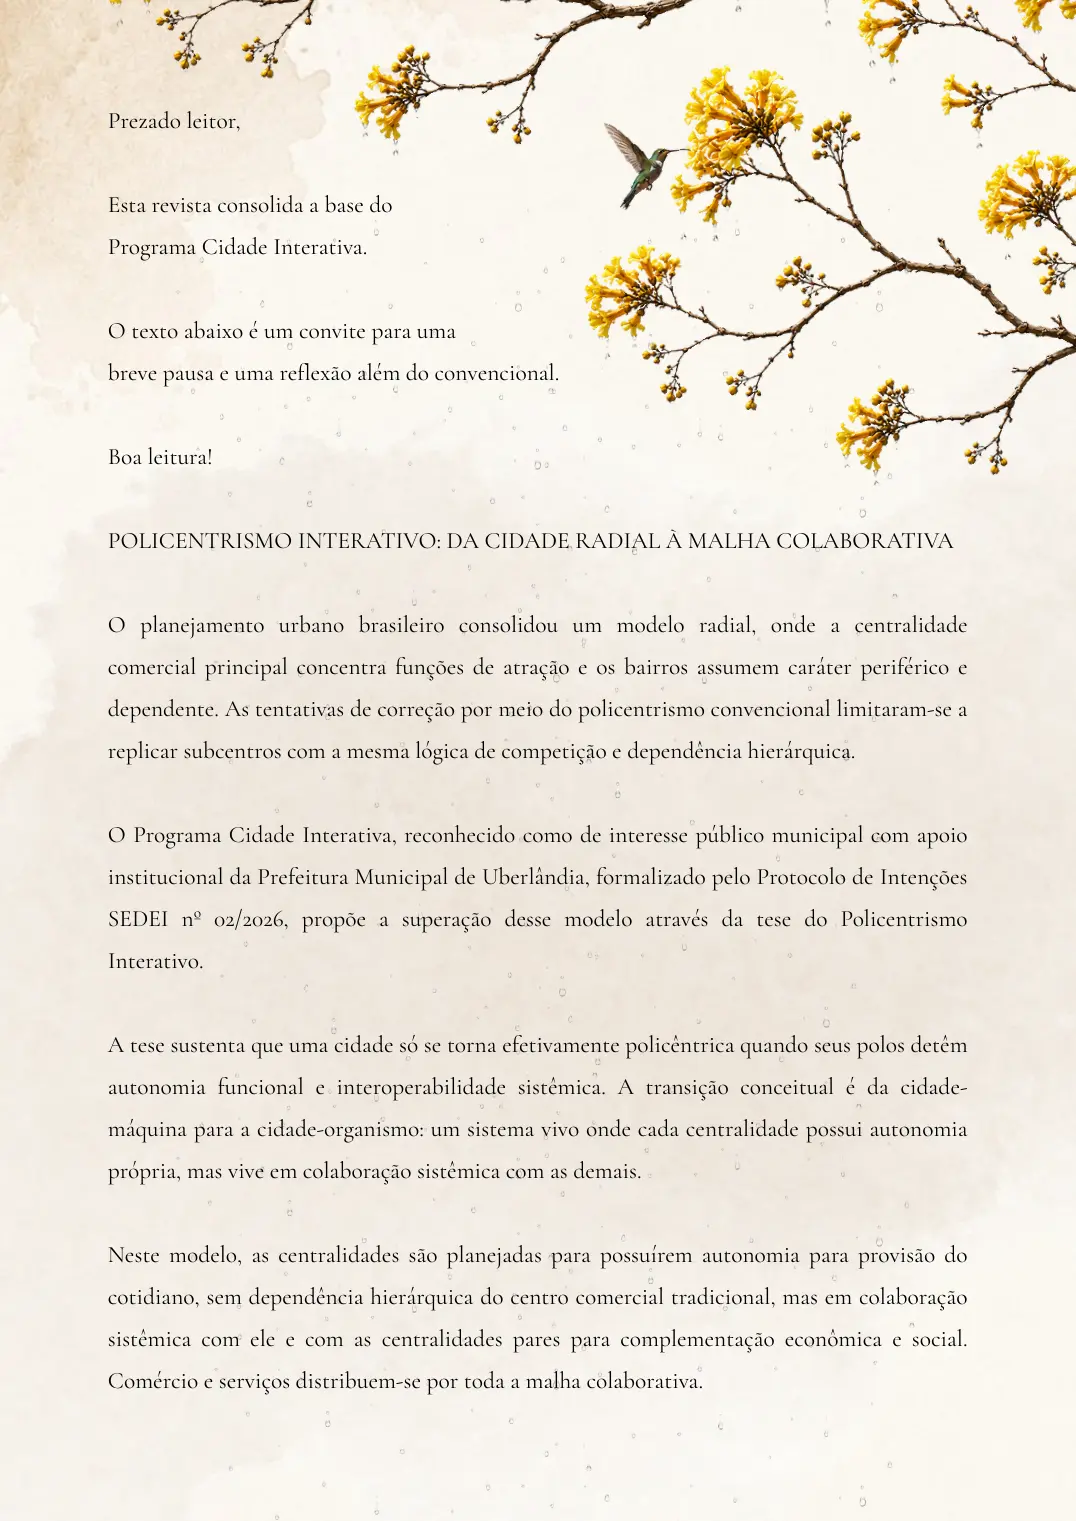 Prezado leitor,
Esta revista consolida a base do
Programa Cidade Interativa.
O texto abaixo é um convite para uma
breve pausa e uma reflexão além do convencional.
Boa leitura!
POLICENTRISMO INTERATIVO: DA CIDADE RADIAL À MALHA COLABORATIVA
O planejamento urbano brasileiro consolidou um modelo radial, onde a centralidade
comercial principal concentra funções de atração e os bairros assumem caráter periférico e
dependente. As tentativas de correção por meio do policentrismo convencional limitaram-se a
replicar subcentros com a mesma lógica de competição e dependência hierárquica.
O Programa Cidade Interativa, reconhecido como de interesse público municipal com apoio
institucional da Prefeitura Municipal de Uberlândia, formalizado pelo Protocolo de Intenções
SEDEI nº 02/2026, propõe a superação desse modelo através da tese do Policentrismo
Interativo.
A tese sustenta que uma cidade só se torna efetivamente policêntrica quando seus polos detêm
autonomia funcional e interoperabilidade sistêmica. A transição conceitual é da cidade-
máquina para a cidade-organismo: um sistema vivo onde cada centralidade possui autonomia
própria, mas vive em colaboração sistêmica com as demais.
Neste modelo, as centralidades são planejadas para possuírem autonomia para provisão do
cotidiano, sem dependência hierárquica do centro comercial tradicional, mas em colaboração
sistêmica com ele e com as centralidades pares para complementação econômica e social.
Comércio e serviços distribuem-se por toda a malha colaborativa.